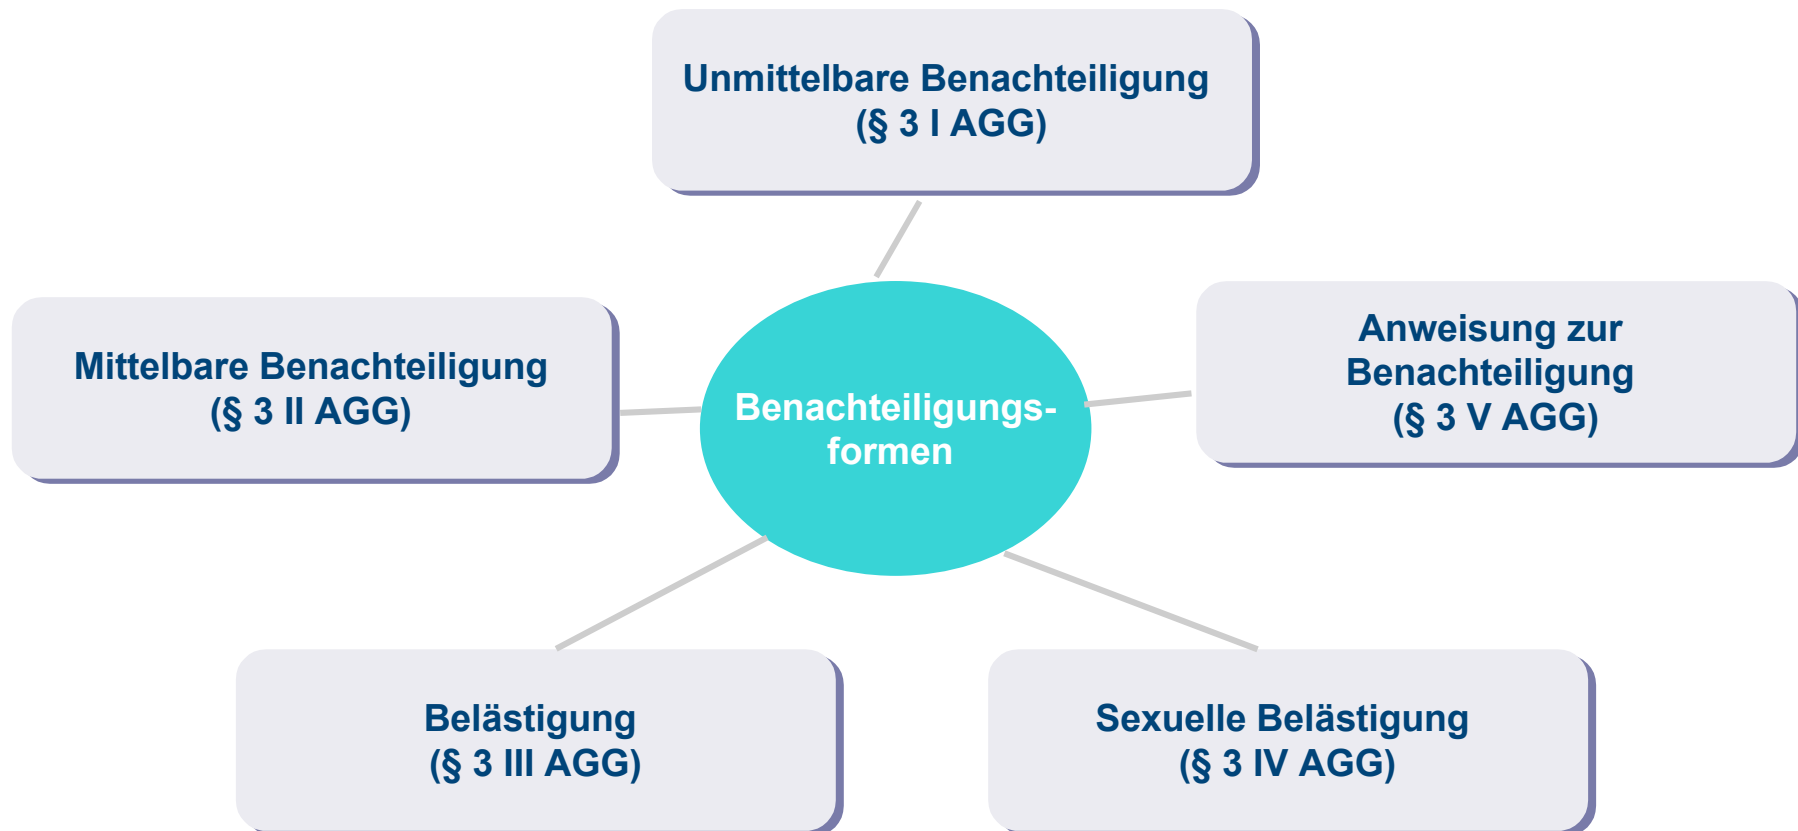 Unmittelbare Benachteiligung
(§ 3 I AGG)
Mittelbare Benachteiligung
(§ 3 II AGG)
Benachteiligungs-
formen
Anweisung zur
Benachteiligung
(§ 3 V AGG)
Belästigung
(§ 3 III AGG)
Sexuelle Belästigung
(§ 3 IV AGG)